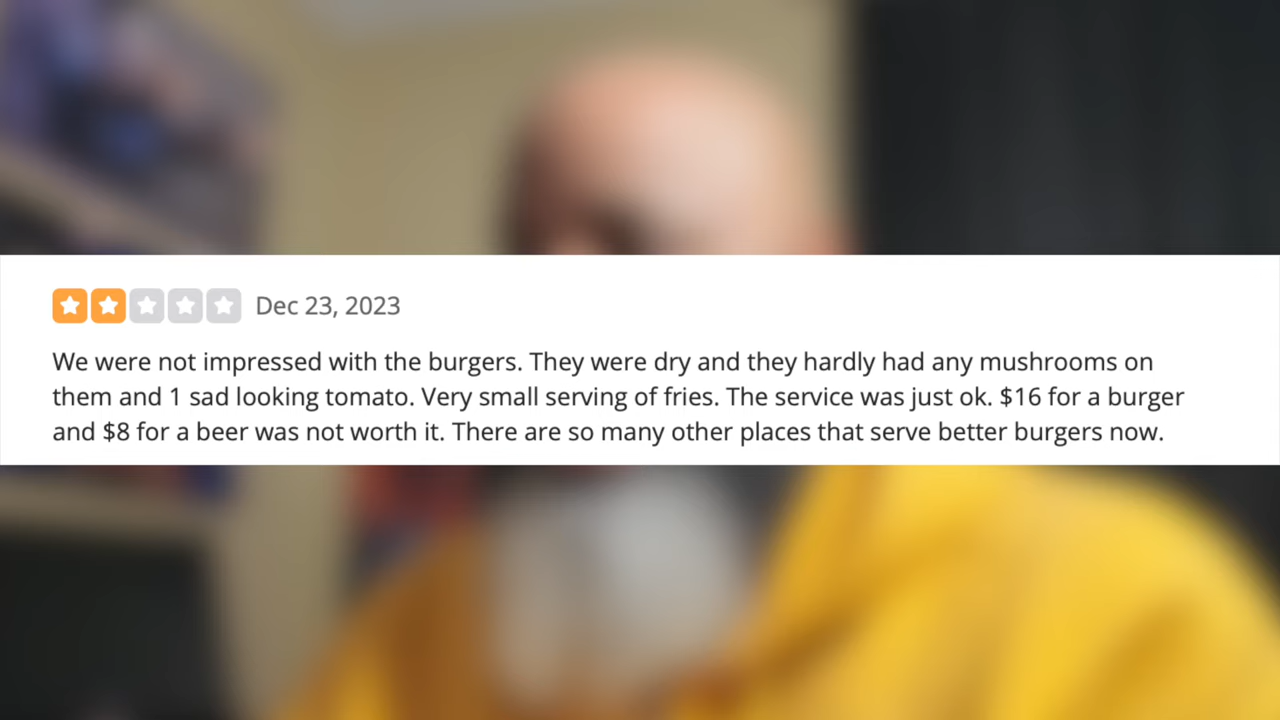 Dec 23, 2023
We were not impressed with the burgers. They were dry and they hardly had any mushrooms on
them and 1 sad looking tomato. Very small serving of fries. The service was just ok. $16 for a burger
and $8 for a beer was not worth it. There are so many other places that serve better burgers now.